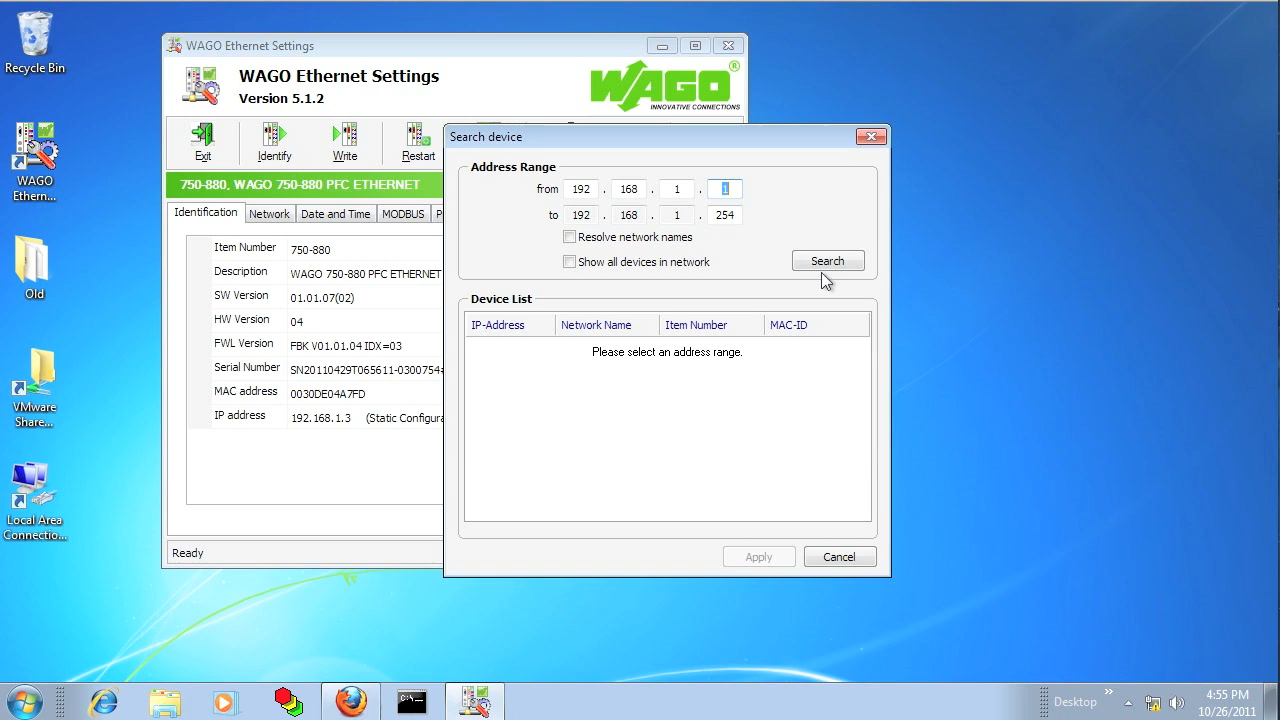 Recycle Bin
WAGO
Ethern...
Old
VMware
Share...
Local Area
Connectio...
WAGO Ethernet Settings
WAGO Ethernet Settings
Version 5.1.2
WAGO®
INNOVATIVE CONNECTIONS
Exit
Identify
Write
Restart
750-880, WAGO 750-880 PFC ETHERNET
Identification
Network
Date and Time
MODBUS
P
Item Number 750-880
Description WAGO 750-880 PFC ETHERNET
SW Version 01.01.07(02)
HW Version 04
FWL Version FBK V01.01.04 IDX=03
Serial Number SN20110429T065611-0300754
MAC address 0030DE04A7FD
IP address 192.168.1.3 (Static Configura
Ready
Search device
Address Range
from 192 . 168 . 1 . 1
to 192 . 168 . 1 . 254
Resolve network names
Show all devices in network
Search
Device List
IP-Address Network Name Item Number MAC-ID
Please select an address range.
Apply
Cancel
C:\
Desktop »
4:55 PM
10/26/2011